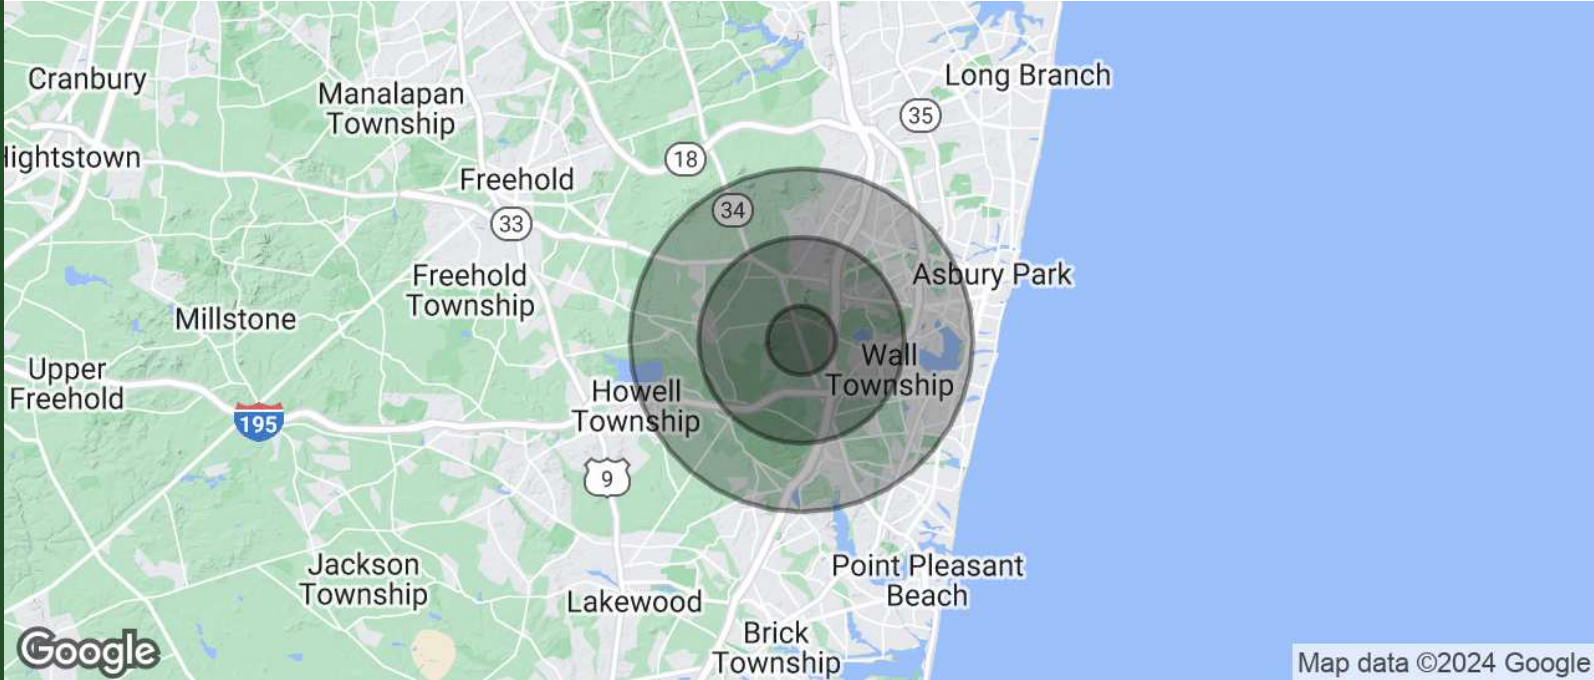 Long Branch
Cranbury
Manalapan
Township
35
Hightstown
18
Freehold
34
33
Asbury Park
Freehold
Township
Millstone
Wall
Township
Upper
Freehold
Howell
Township
195
9
Jackson
Township
Point Pleasant
Beach
Lakewood
Brick
Township
Google
Map data ©2024 Google